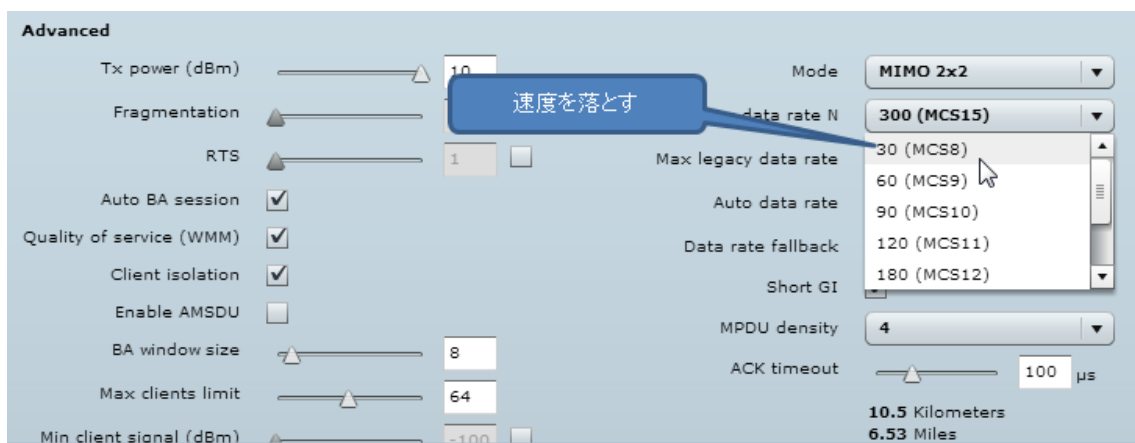 Advanced
Tx power (dBm)
10
Fragmentation
RTS
1
Auto BA session
Quality of service (WMM)
Client isolation
Enable AMSDU
BA window size
8
Max clients limit
64
Min client signal (dBm)
-100
速度を落とす
Mode
MIMO 2x2
data rate N
300 (MCS15)
30 (MCS8)
60 (MCS9)
90 (MCS10)
120 (MCS11)
180 (MCS12)
Max legacy data rate
Auto data rate
Data rate fallback
Short GI
MPDU density
4
ACK timeout
100 μs
10.5 Kilometers
6.53 Miles